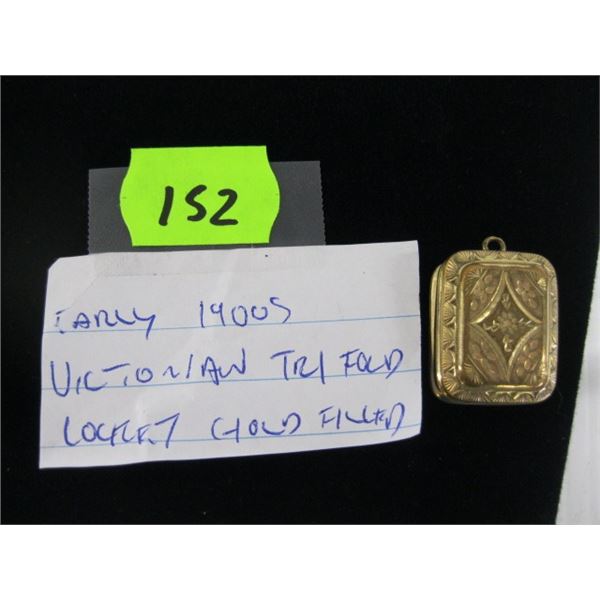 152
EARLY 1900S
VICTORIAN TRI FOLD
LOCKET GOLD FILLED